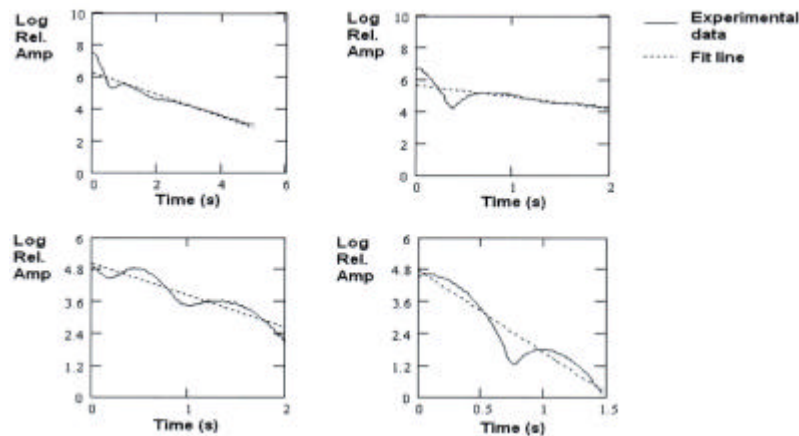 Log
Rel.
Amp
10
8
6
4
2
0
0 2 4 6
Time (s)
Log
Rel.
Amp
10
8
6
4
2
0
0 1 2
Time (s)
Experimental
data
Fit line
Log
Rel.
Amp
6
4.8
3.6
2.4
1.2
0
0 1 2
Time (s)
Log
Rel.
Amp
6
4.8
3.6
2.4
1.2
0
0 0.5 1 1.5
Time (s)